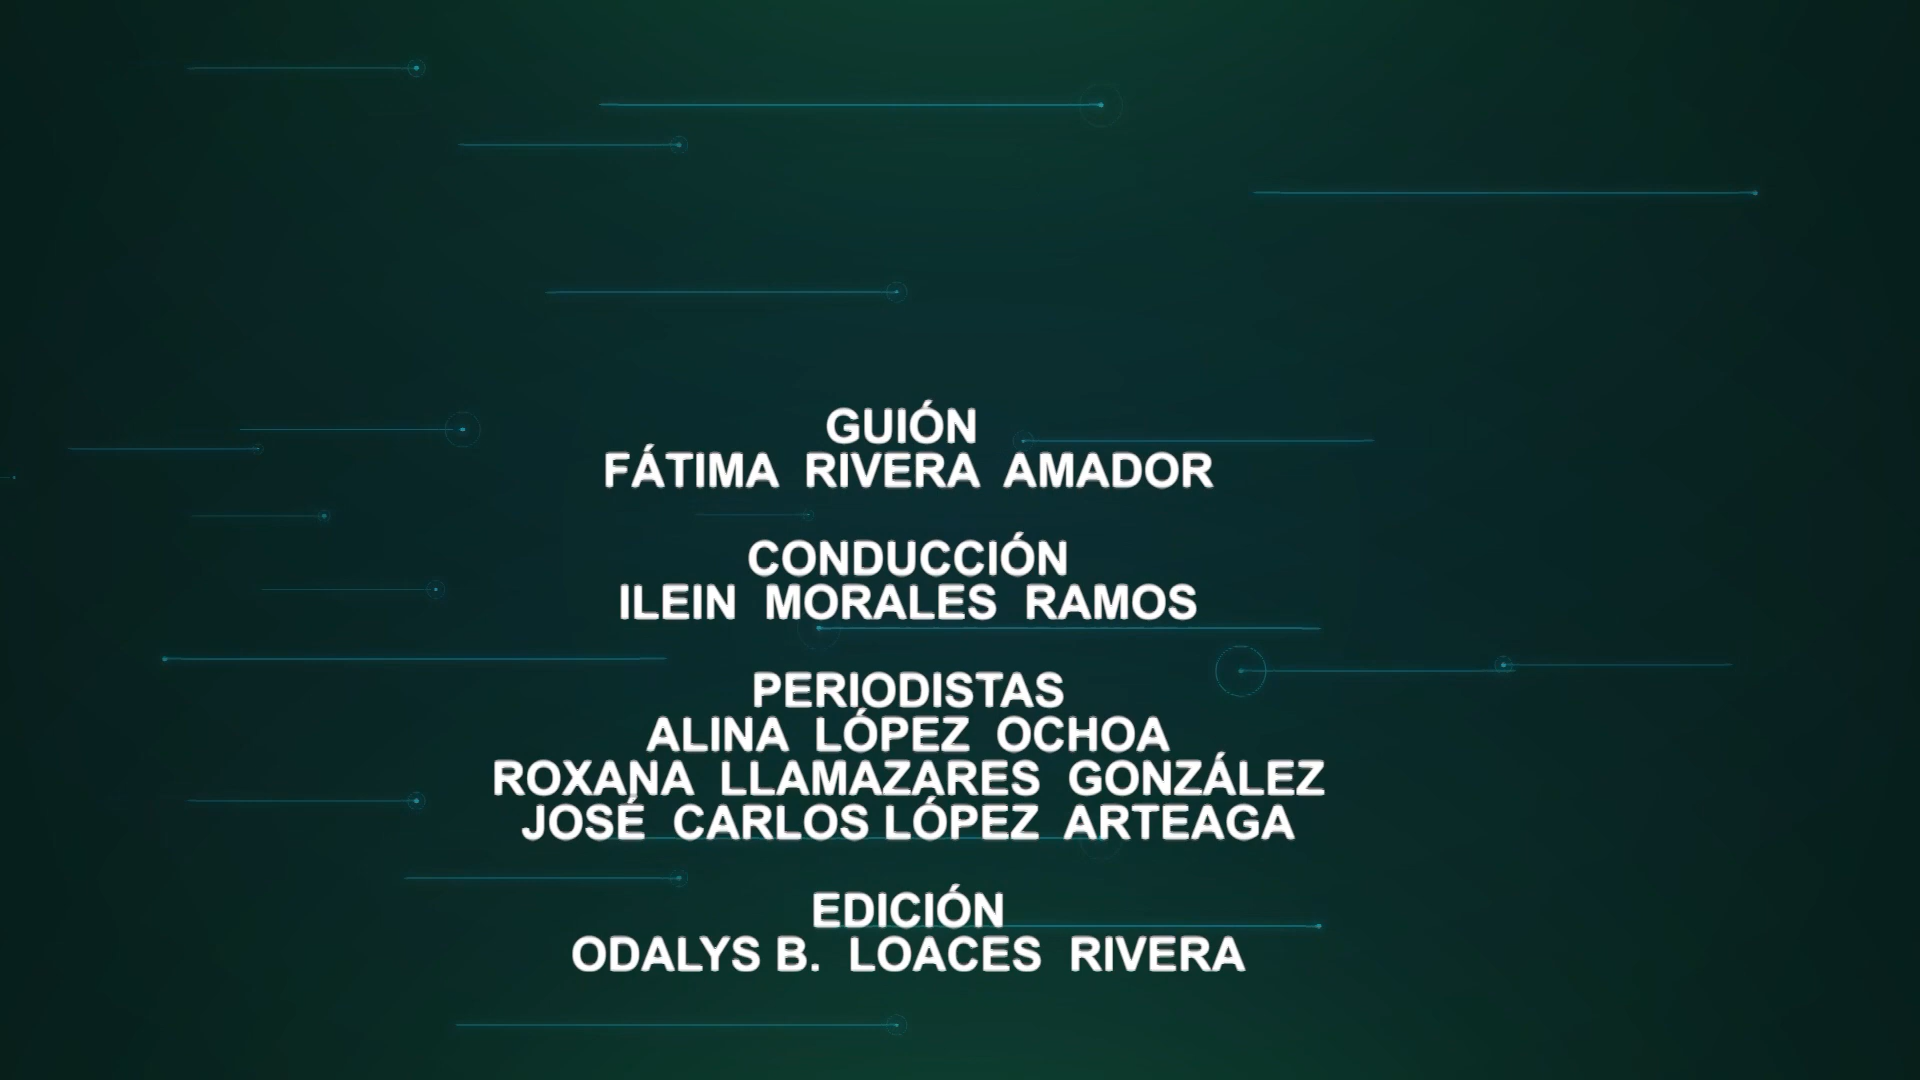 GUIÓN
FÁTIMA RIVERA AMADOR
CONDUCCIÓN
ILEIN MORALES RAMOS
PERIODISTAS
ALINA LÓPEZ OCHOA
ROXANA LLAMAZARES GONZÁLEZ
JOSÉ CARLOS LÓPEZ ARTEAGA
EDICIÓN
ODALYS B. LOACES RIVERA